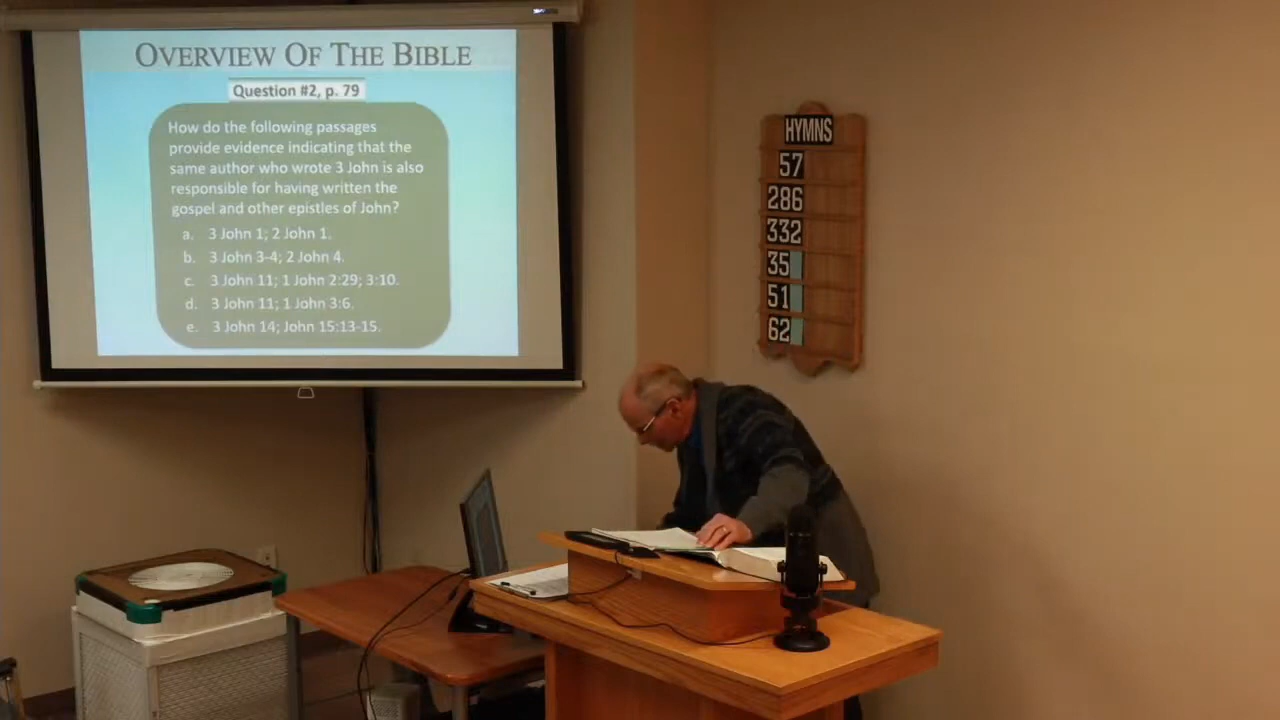 OVERVIEW OF THE BIBLE
Question #2, p. 79
How do the following passages
provide evidence indicating that the
same author who wrote 3 John is also
responsible for having written the
gospel and other epistles of John?
a. 3 John 1; 2 John 1.
b. 3 John 3-4; 2 John 4.
c. 3 John 11; 1 John 2:29; 3:10.
d. 3 John 11; 1 John 3:6.
e. 3 John 14; John 15:13-15.
HYMNS
57
286
332
35
51
62